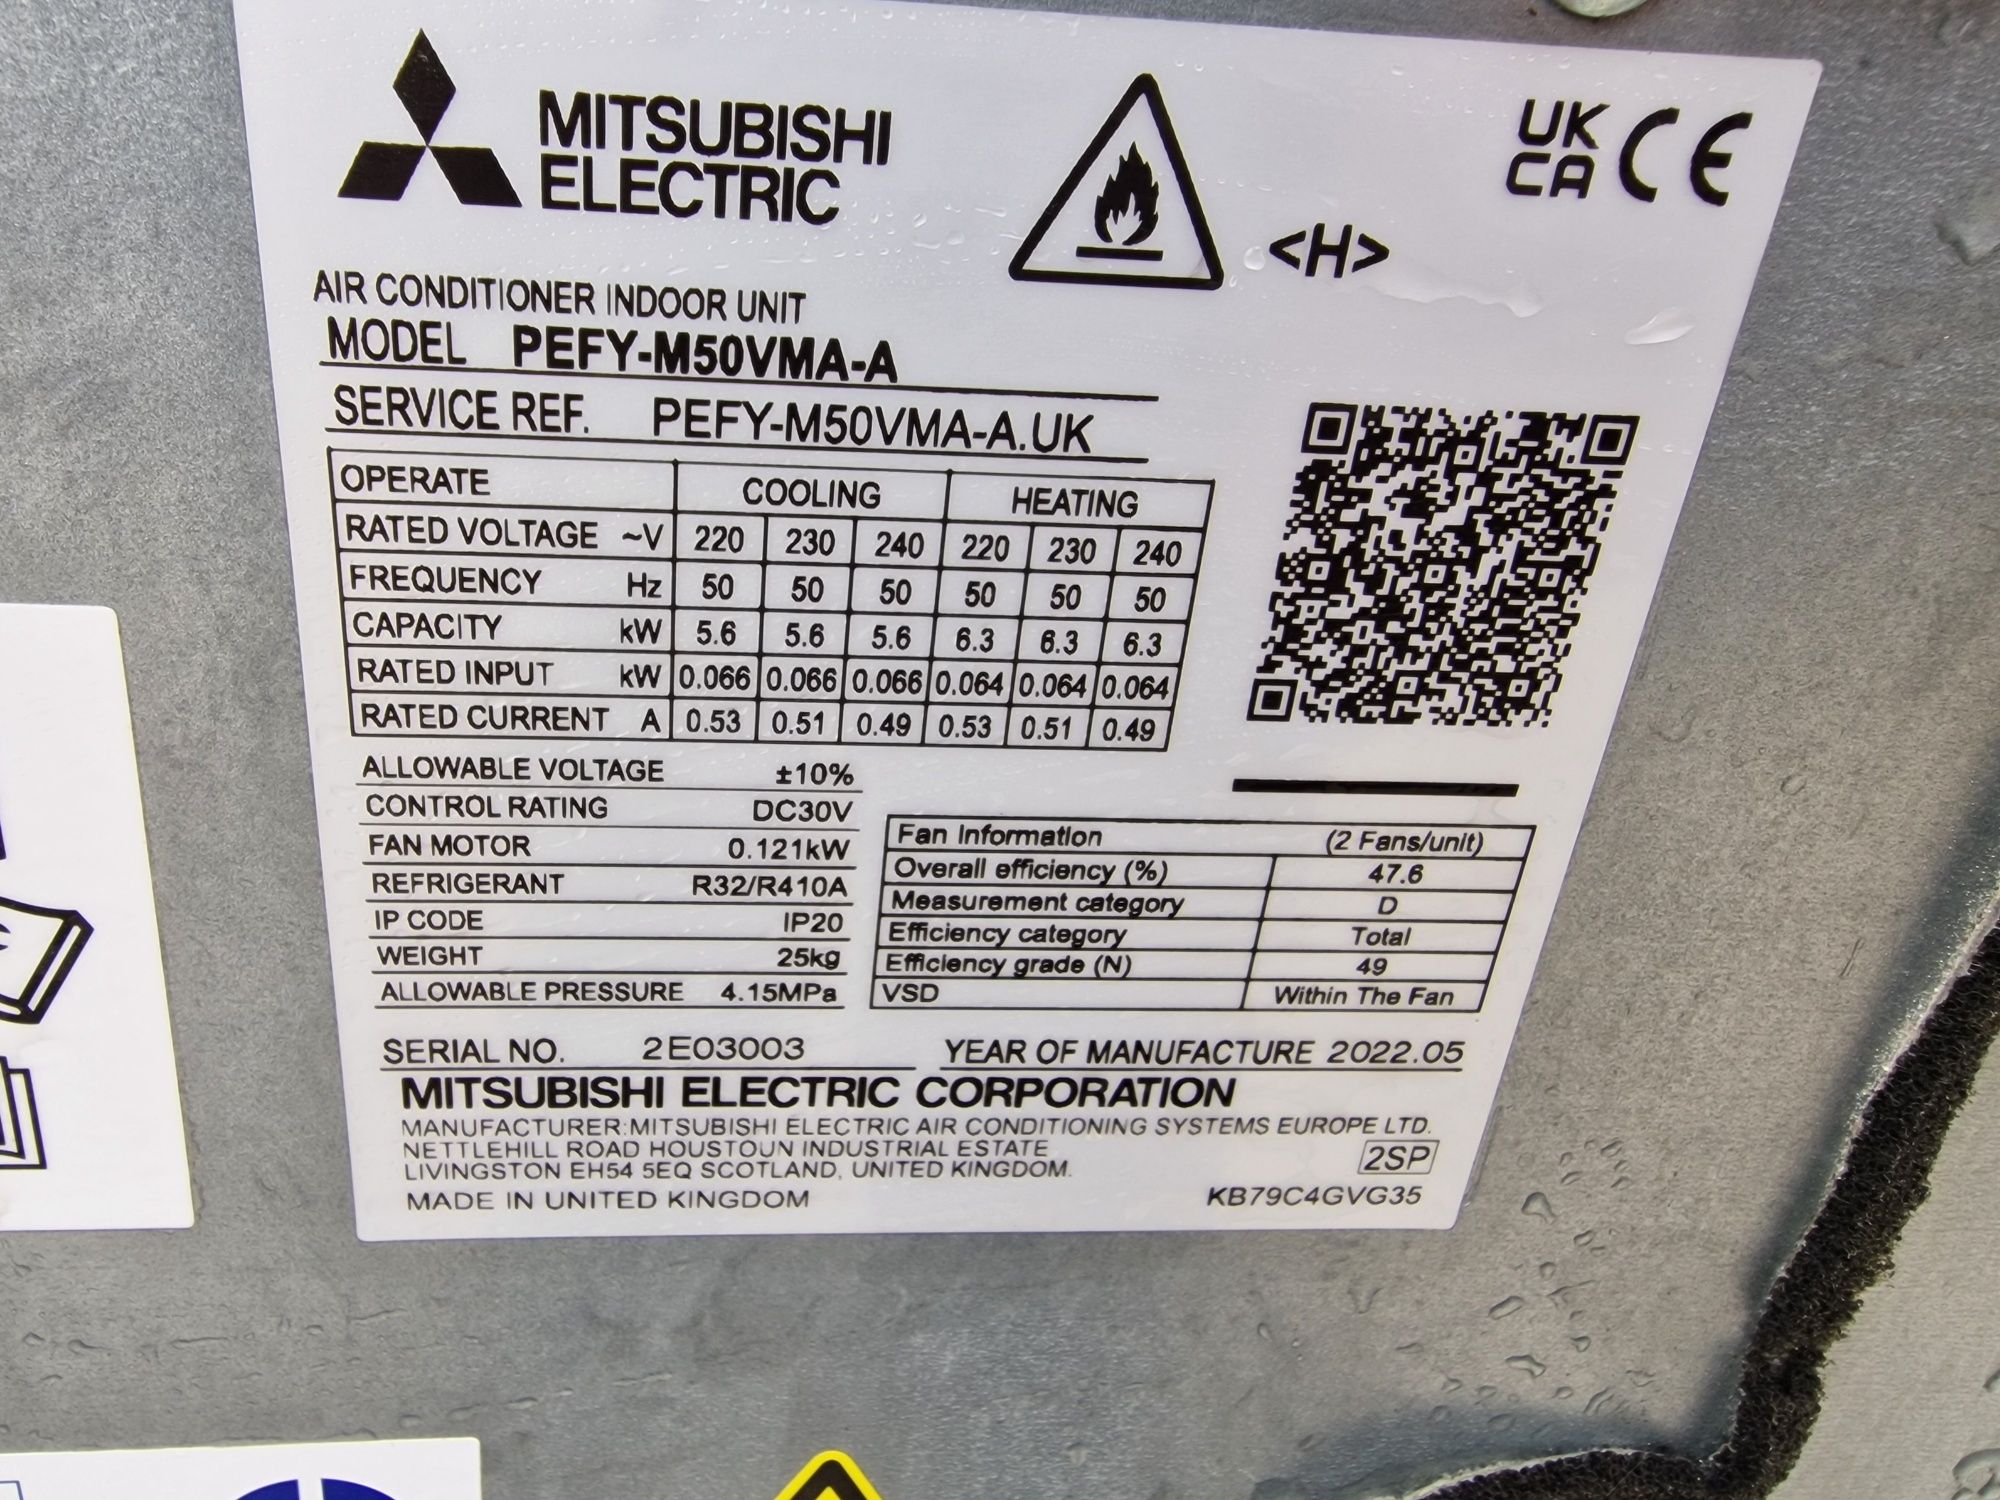 MITSUBISHI
ELECTRIC
<H>
UK
CA CE
AIR CONDITIONER INDOOR UNIT
MODEL PEFY-M50VMA-A
SERVICE REF. PEFY-M50VMA-A.UK
OPERATE COOLING HEATING
RATED VOLTAGE ~V 220 230 240 220 230 240
FREQUENCY Hz 50 50 50 50 50 50
CAPACITY kW 5.6 5.6 5.6 6.3 6.3 6.3
RATED INPUT kW 0.066 0.066 0.066 0.064 0.064 0.064
RATED CURRENT A 0.53 0.51 0.49 0.53 0.51 0.49
ALLOWABLE VOLTAGE ±10%
CONTROL RATING DC30V
FAN MOTOR 0.121kW
REFRIGERANT R32/R410A
IP CODE IP20
WEIGHT 25kg
ALLOWABLE PRESSURE 4.15MPa
Fan Information (2 Fans/unit)
Overall efficiency (%) 47.6
Measurement category D
Efficiency category Total
Efficiency grade (N) 49
VSD Within The Fan
SERIAL NO. 2E03003
YEAR OF MANUFACTURE 2022.05
MITSUBISHI ELECTRIC CORPORATION
MANUFACTURER:MITSUBISHI ELECTRIC AIR CONDITIONING SYSTEMS EUROPE LTD.
NETTLEHILL ROAD HOUSTOUN INDUSTRIAL ESTATE
LIVINGSTON EH54 5EQ SCOTLAND, UNITED KINGDOM.
2SP
MADE IN UNITED KINGDOM
KB79C4GVG35